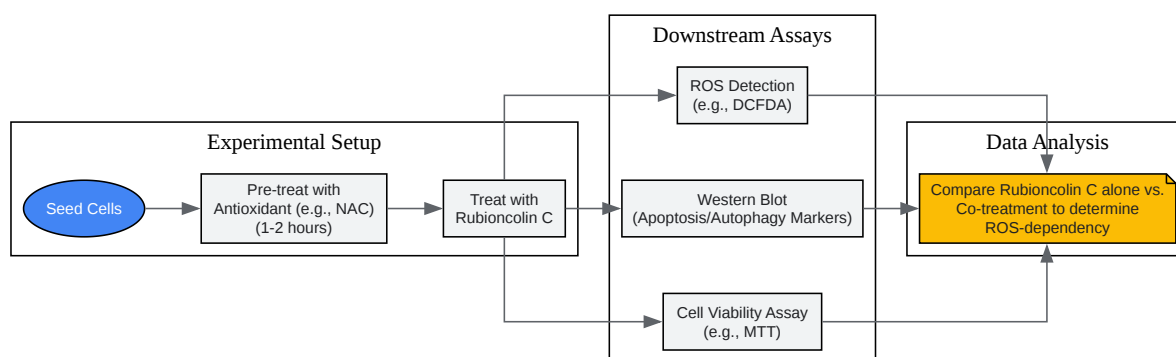 Experimental Setup
Seed Cells
Pre-treat with
Antioxidant (e.g., NAC)
(1-2 hours)
Treat with
Rubioncolin C
Downstream Assays
ROS Detection
(e.g., DCFDA)
Western Blot
(Apoptosis/Autophagy Markers)
Cell Viability Assay
(e.g., MTT)
Data Analysis
Compare Rubioncolin C alone vs.
Co-treatment to determine
ROS-dependency